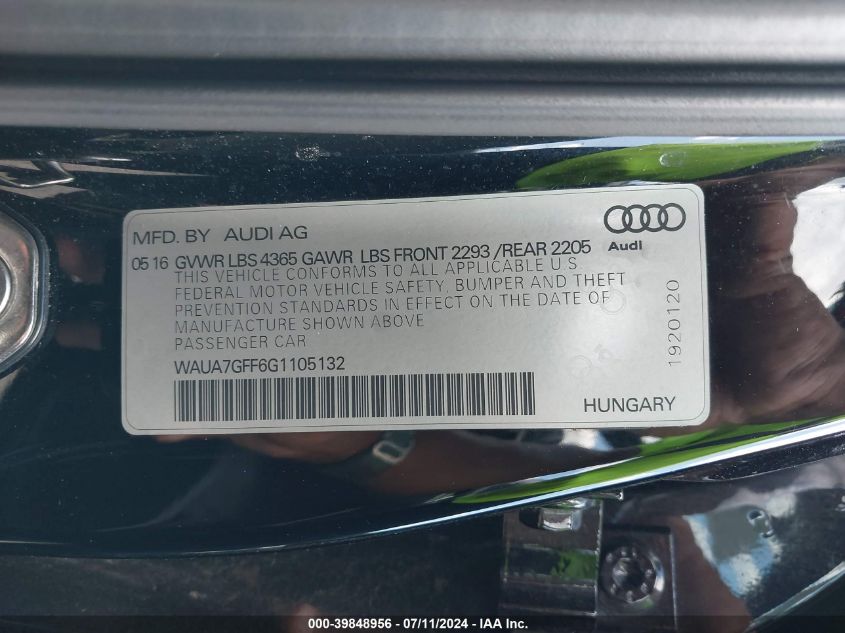 MFD. BY AUDI AG
Audi
05 16 GVWR LBS 4365 GAWR LBS FRONT 2293 /REAR 2205
THIS VEHICLE CONFORMS TO ALL APPLICABLE U.S
FEDERAL MOTOR VEHICLE SAFETY, BUMPER AND THEFT
PREVENTION STANDARDS IN EFFECT ON THE DATE OF
MANUFACTURE SHOWN ABOVE
PASSENGER CAR
WAUA7GFF6G1105132
1920120
HUNGARY
000-39848956 - 07/11/2024 - IAA Inc.